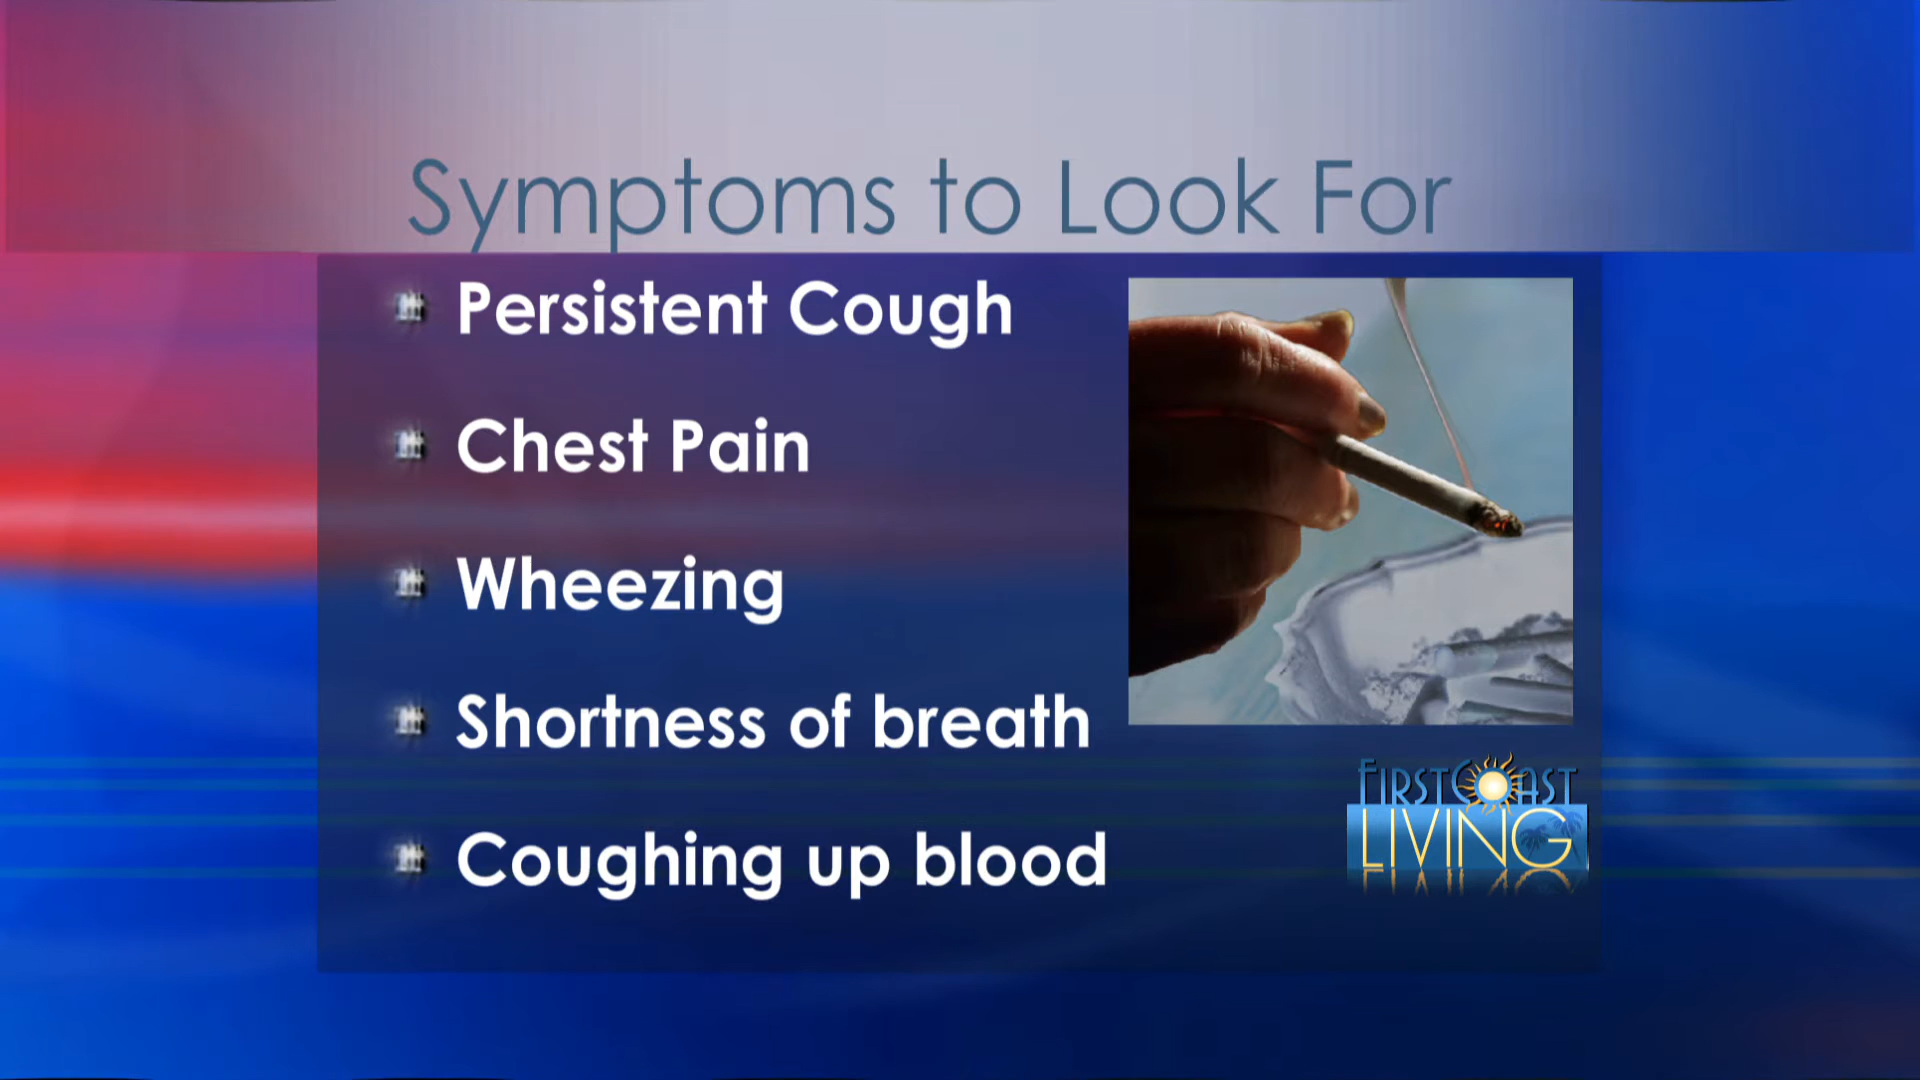 Symptoms to Look For
Persistent Cough
Chest Pain
Wheezing
Shortness of breath
Coughing up blood
FIRST COAST
LIVING